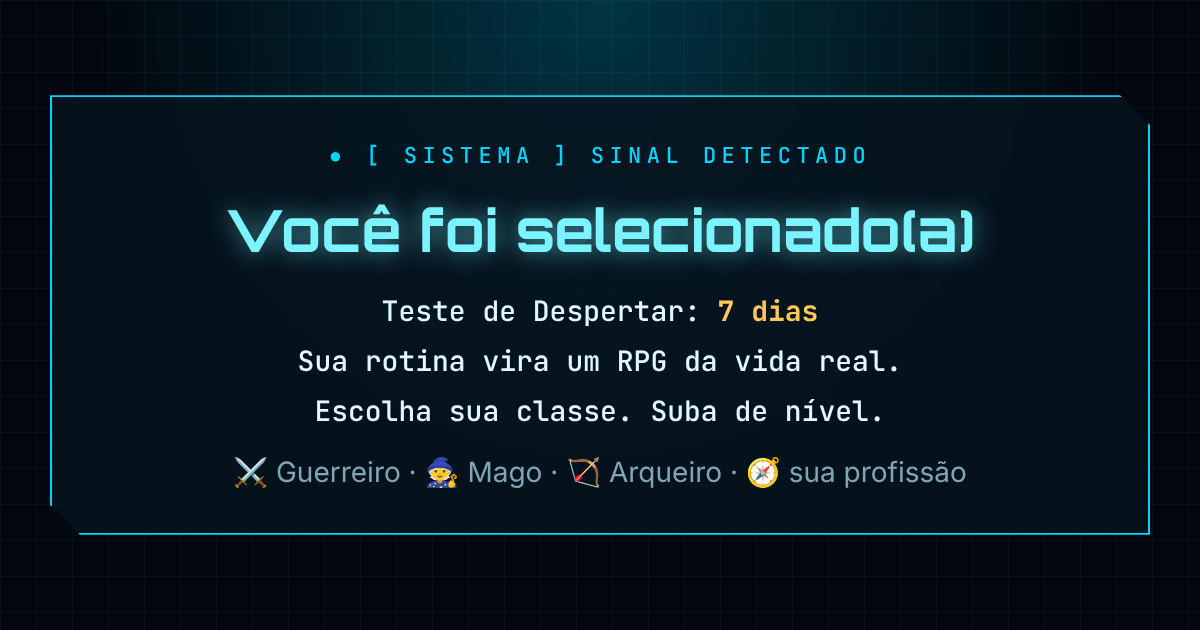 • [ SISTEMA ] SINAL DETECTADO
Você foi selecionado(a)
Teste de Despertar: 7 dias
Sua rotina vira um RPG da vida real.
Escolha sua classe. Suba de nível.
⚔️ Guerreiro · 🧙 Mago · 🏹 Arqueiro · 🧭 sua profissão